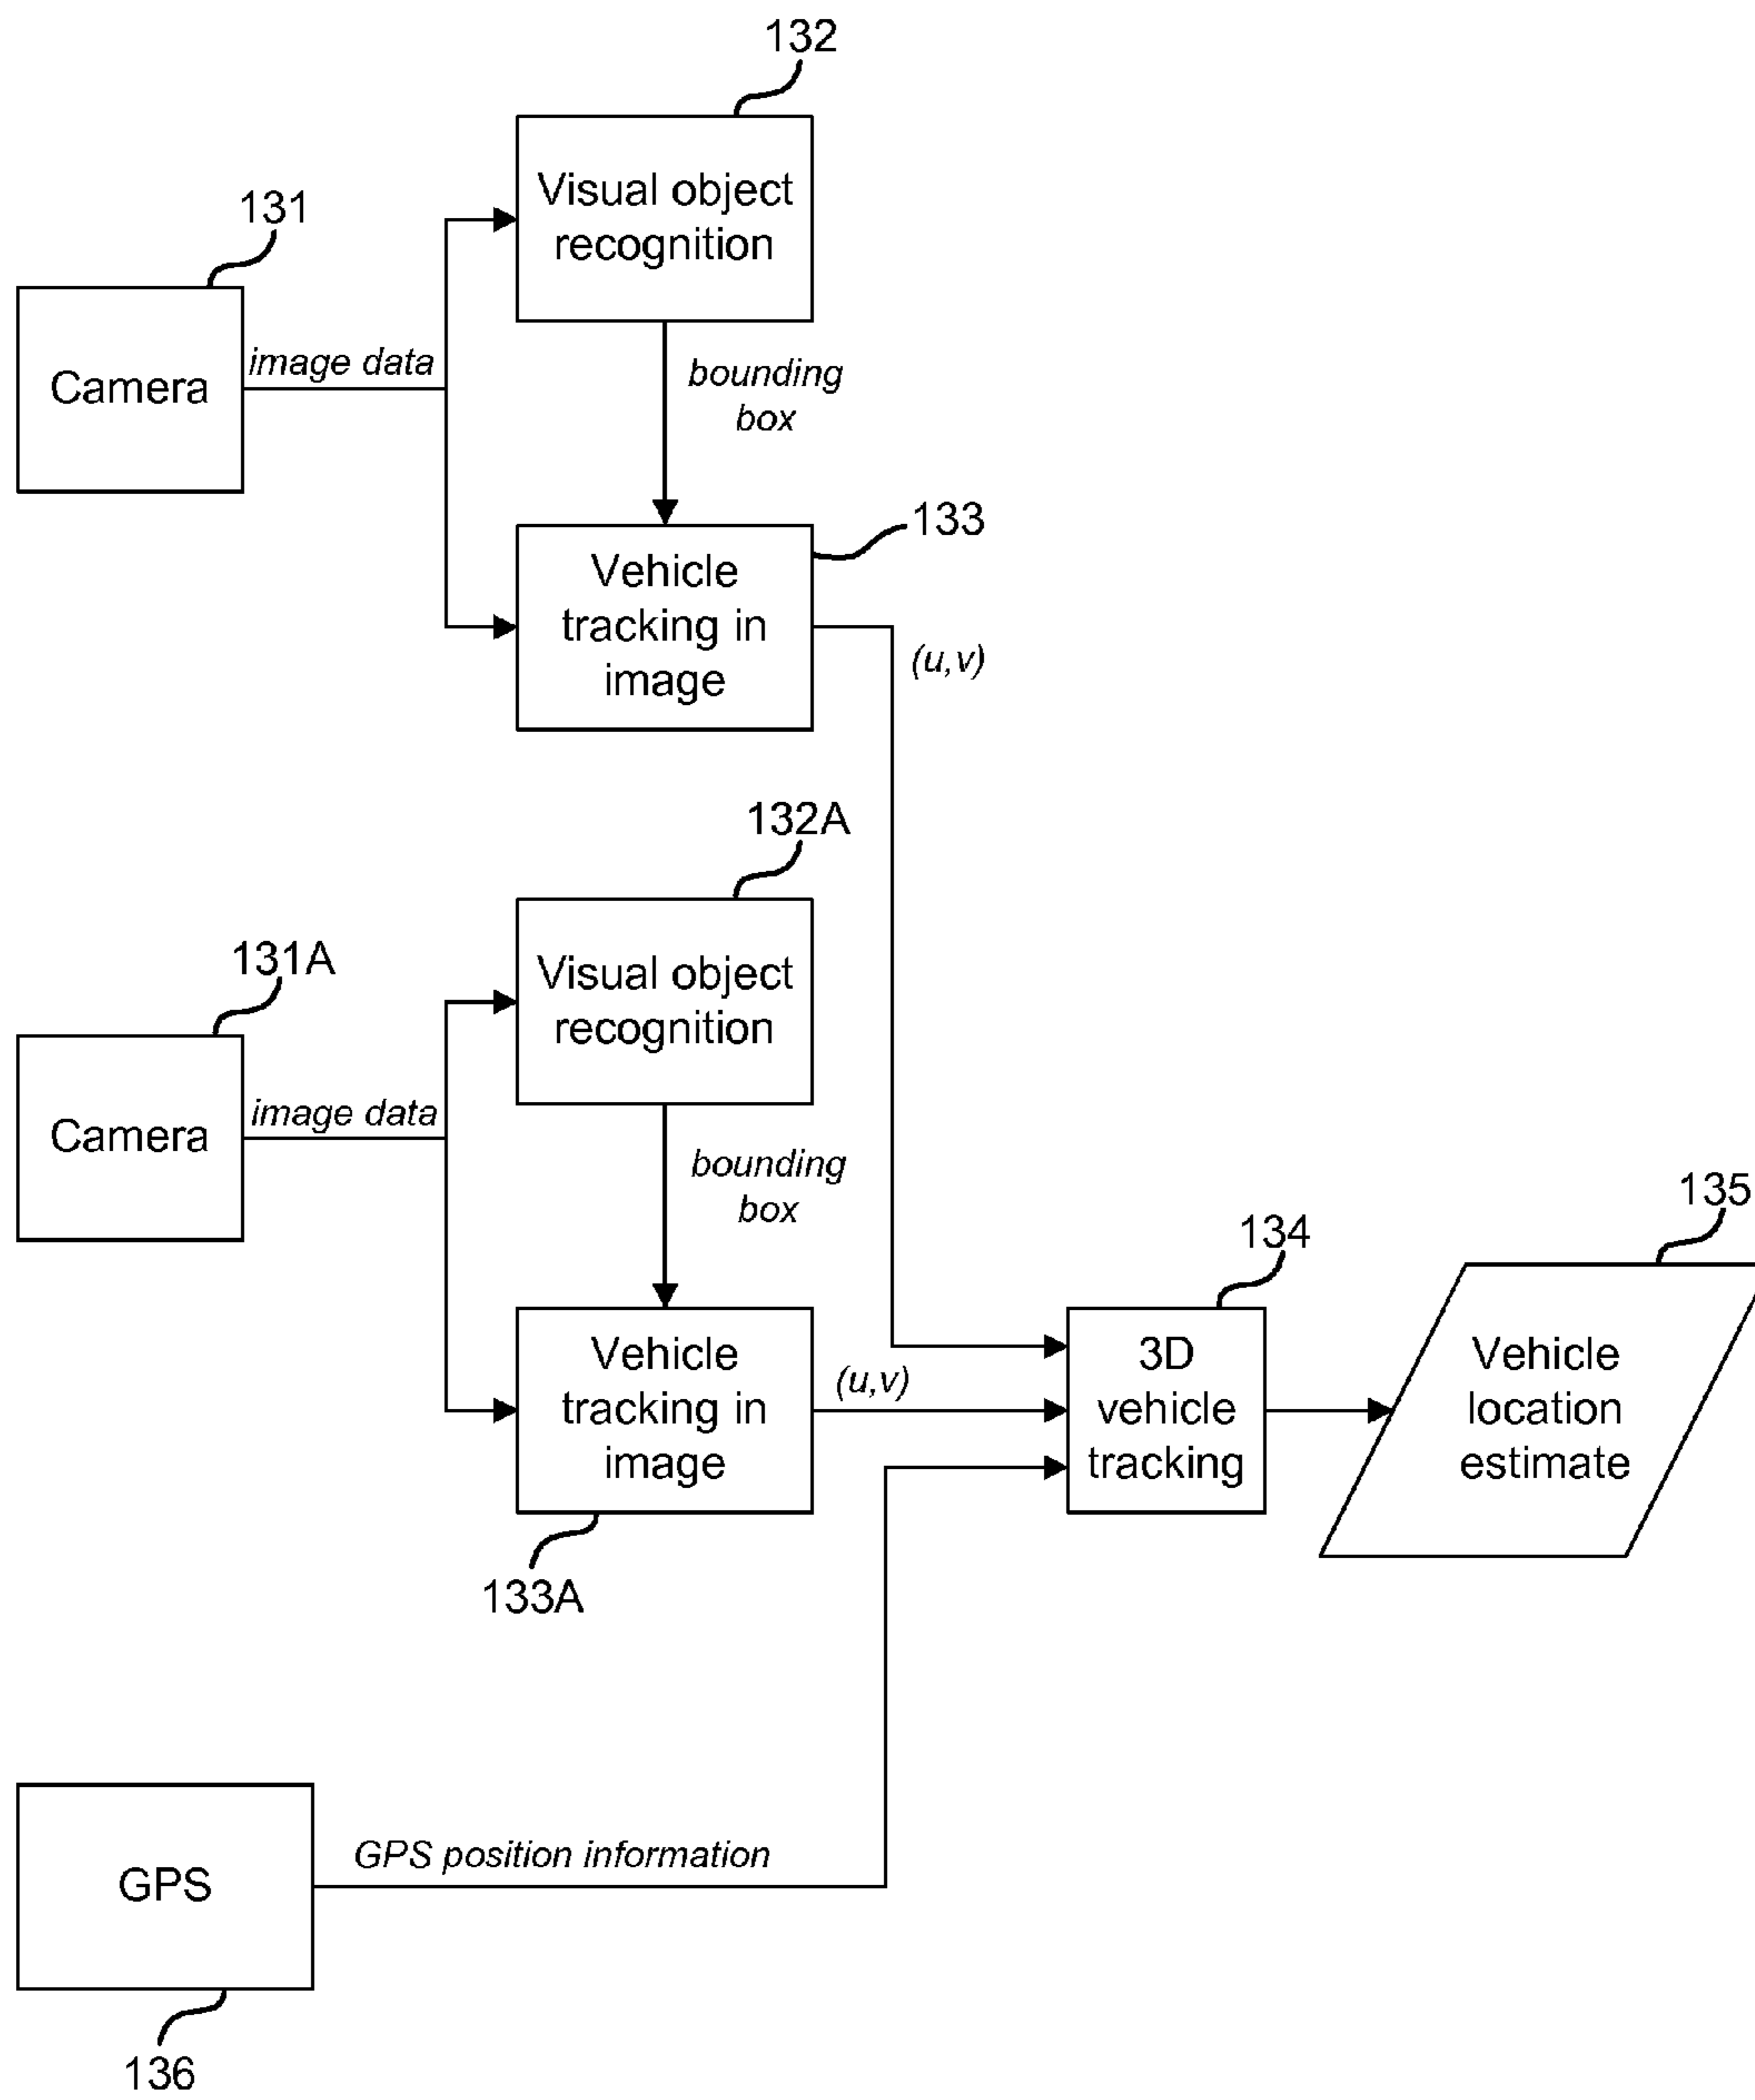 132
Visual object
recognition
131
Camera
image data
bounding
box
133
Vehicle
tracking in
image
(u,v)
132A
Visual object
recognition
131A
Camera
image data
bounding
box
135
134
Vehicle
tracking in
image
(u,v)
3D
vehicle
tracking
Vehicle
location
estimate
133A
GPS
GPS position information
136